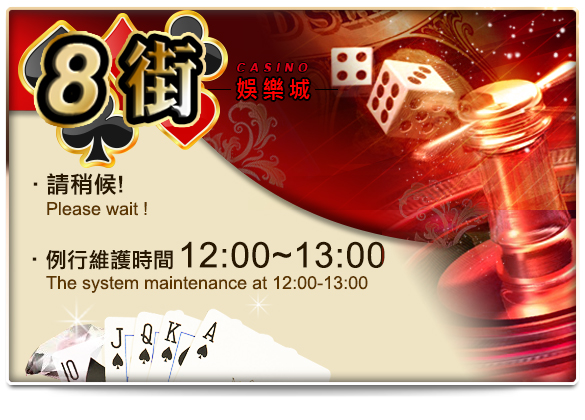 8街
CASINO
娛樂城
· 請稍候!
Please wait !
· 例行維護時間 12:00~13:00
The system maintenance at 12:00-13:00
10 J Q K A